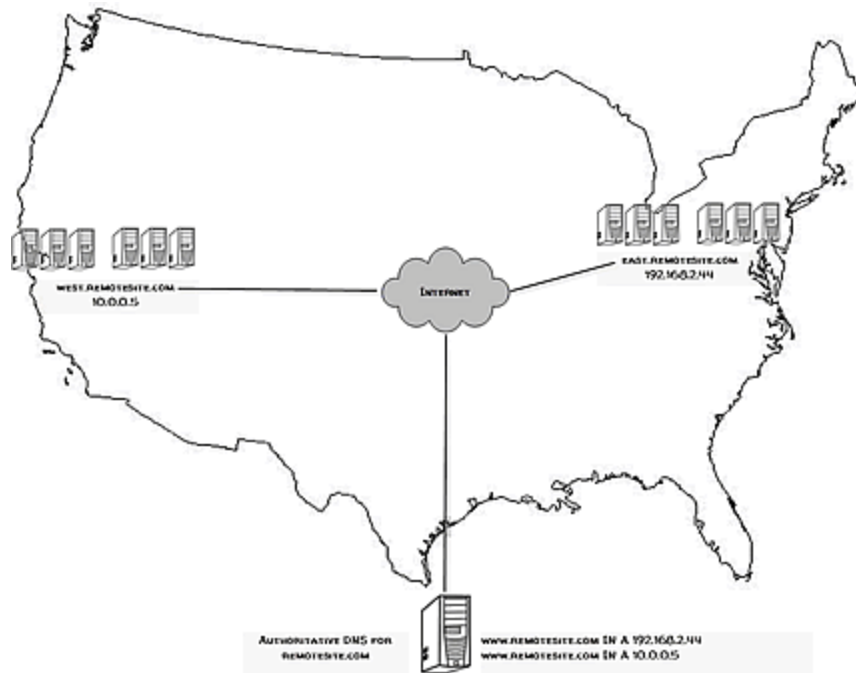 WEST.REMOTESITE.COM
10.0.0.5
INTERNET
EAST.REMOTESITE.COM
192.168.2.44
AUTHORITATIVE DNS FOR
REMOTESITE.COM
WWW.REMOTESITE.COM IN A 192.168.2.44
WWW.REMOTESITE.COM IN A 10.0.0.5